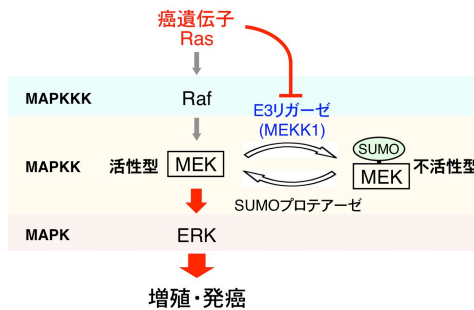 癌遺伝子
Ras
MAPKKK
Raf
E3リガーゼ
(MEKK1)
MAPKK
活性型
MEK
SUMO
MEK
不活性型
SUMOプロテアーゼ
MAPK
ERK
増殖・発癌